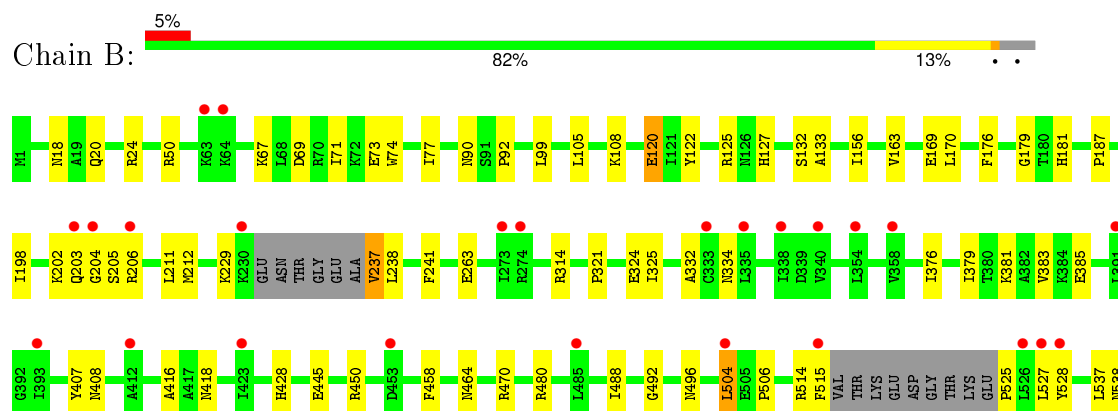 5%
Chain B:
82% 13% • •
M1 N18 A19 Q20 R24 R50 K63 K64 K67 L68 D69 R70 I71 K72 E73 W74 I77 N90 S91 P92 L99 L105 K108 E120 I121 Y122 R125 N126 H127 S132 A133 I156 V163 E169 L170 F176 G179 T180 H181 P187
I198 K202 Q203 G204 S205 R206 L211 M212 K229 K230 GLU ASN THR GLY GLU ALA V237 L238 F241 E263 I273 R274 R314 P321 E324 I325 A332 C333 N334 L335 I338 D339 V340 L354 V358 I376 I379 T380 K381 A382 V383 K384 E385
G392 I393 Y407 N408 A412 A416 A417 N418 I423 H428 E445 R450 D453 F458 N464 R470 R480 L485 I488 G492 N496 L504 E505 P506 R514 F515 VAL THR LYS GLU ASP GLY THR LYS GLU P525 L526 L527 Y528 L537